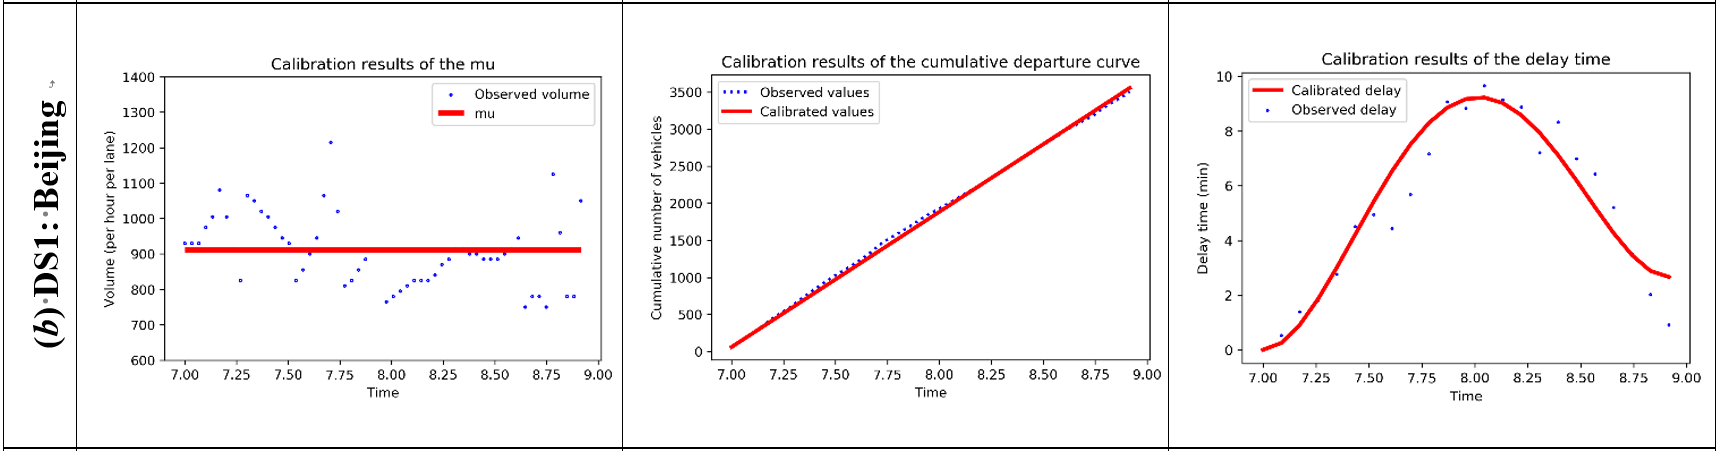 (b) DS1: Beijing
Calibration results of the mu
Observed volume
mu
Volume (per hour per lane)
1400
1300
1200
1100
1000
900
800
700
600
7.00 7.25 7.50 7.75 8.00 8.25 8.50 8.75 9.00
Time
Calibration results of the cumulative departure curve
Observed values
Calibrated values
Cumulative number of vehicles
3500
3000
2500
2000
1500
1000
500
0
7.00 7.25 7.50 7.75 8.00 8.25 8.50 8.75 9.00
Time
Calibration results of the delay time
Calibrated delay
Observed delay
Delay time (min)
10
8
6
4
2
0
7.00 7.25 7.50 7.75 8.00 8.25 8.50 8.75 9.00
Time